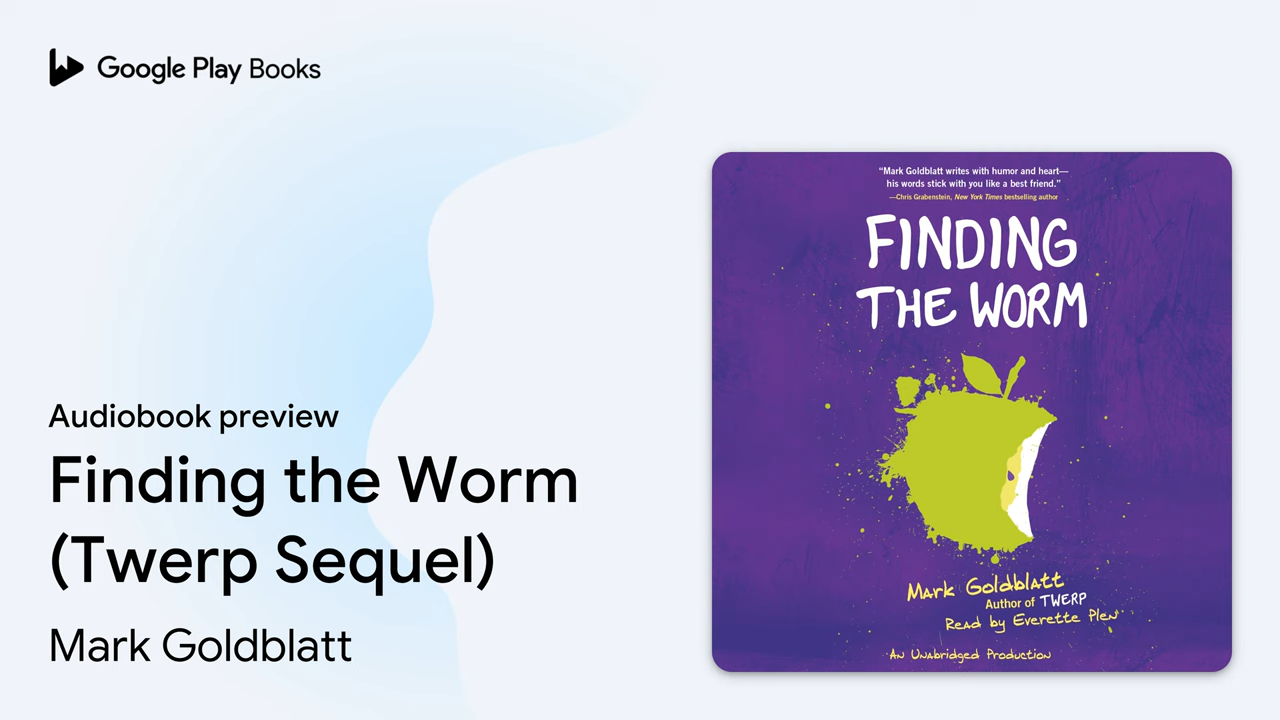 Google Play Books
Audiobook preview
Finding the Worm
(Twerp Sequel)
Mark Goldblatt
“Mark Goldblatt writes with humor and heart—
his words stick with you like a best friend.”
—Chris Grabenstein, New York Times bestselling author
FINDING
THE WORM
Mark Goldblatt
Author of TWERP
Read by Everette Plen
An Unabridged Production